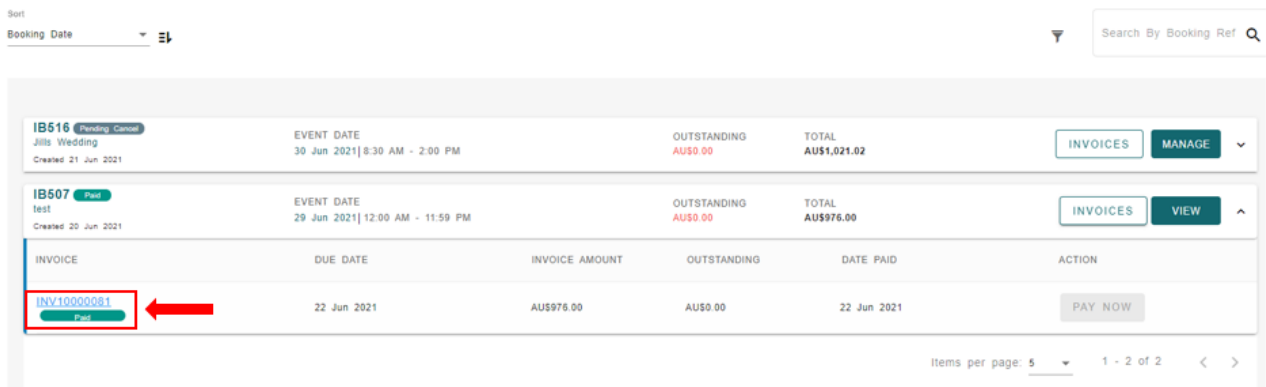 Sort
Booking Date
Search By Booking Ref
IB516 Pending Cancel
Jills Wedding
Created 21 Jun 2021
EVENT DATE
30 Jun 2021| 8:30 AM - 2:00 PM
OUTSTANDING
AU$0.00
TOTAL
AU$1,021.02
INVOICES
MANAGE
IB507 Paid
test
Created 20 Jun 2021
EVENT DATE
29 Jun 2021| 12:00 AM - 11:59 PM
OUTSTANDING
AU$0.00
TOTAL
AU$976.00
INVOICES
VIEW
INVOICE DUE DATE INVOICE AMOUNT OUTSTANDING DATE PAID ACTION
INV10000081
Paid
22 Jun 2021 AU$976.00 AU$0.00 22 Jun 2021 PAY NOW
Items per page: 5 1 - 2 of 2